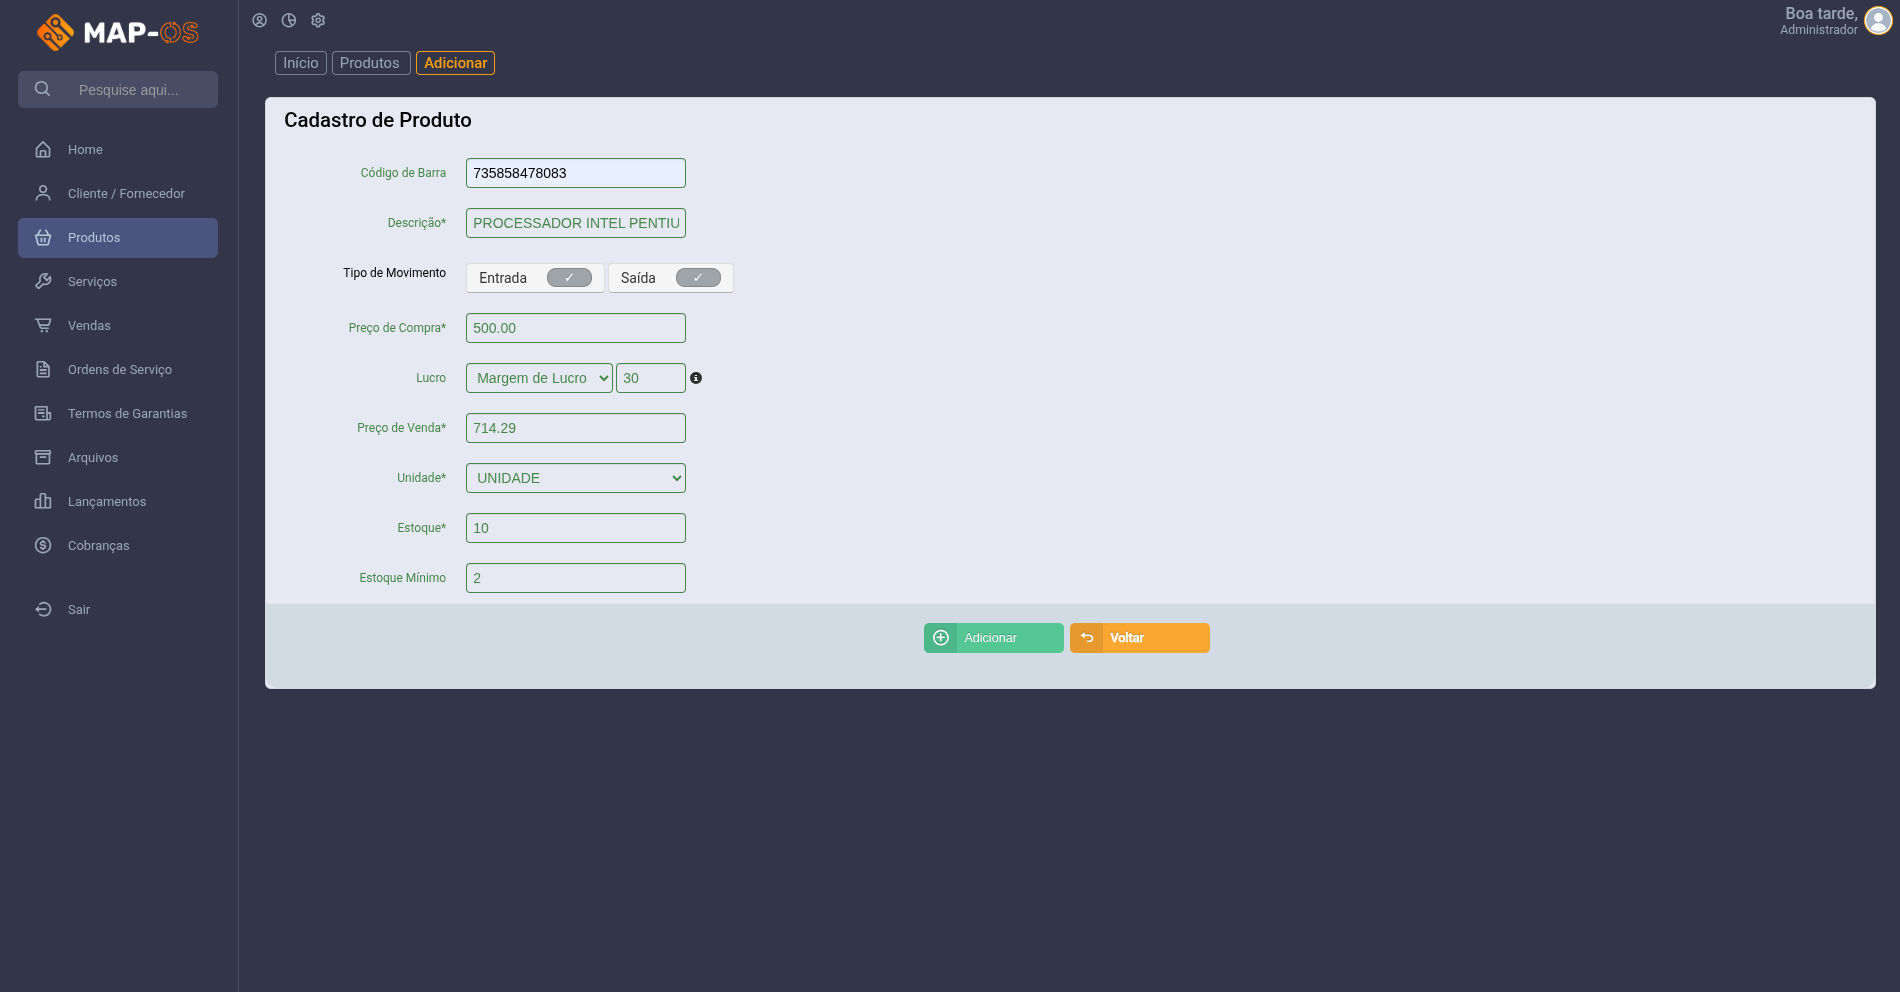 MAP-OS
Boa tarde,
Administrador
Início
Produtos
Adicionar
Pesquise aqui...
Home
Cliente / Fornecedor
Produtos
Serviços
Vendas
Ordens de Serviço
Termos de Garantias
Arquivos
Lançamentos
Cobranças
Sair
Cadastro de Produto
Código de Barra 735858478083
Descrição* PROCESSADOR INTEL PENTIU
Tipo de Movimento Entrada ✓ Saída ✓
Preço de Compra* 500.00
Lucro Margem de Lucro 30
Preço de Venda* 714.29
Unidade* UNIDADE
Estoque* 10
Estoque Mínimo 2
Adicionar Voltar